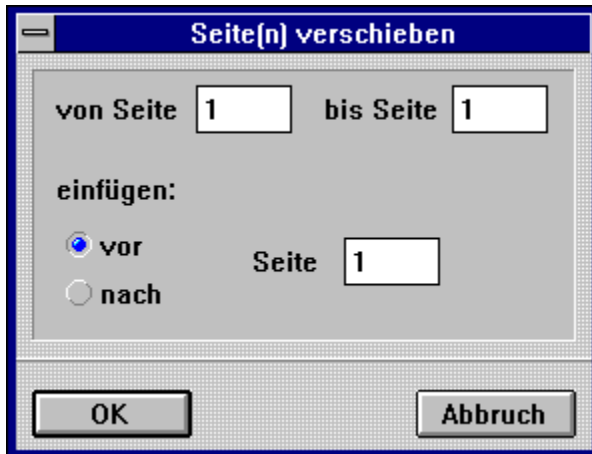 Seite(n) verschieben
von Seite 1 bis Seite 1
einfügen:
vor
Seite 1
nach
OK Abbruch